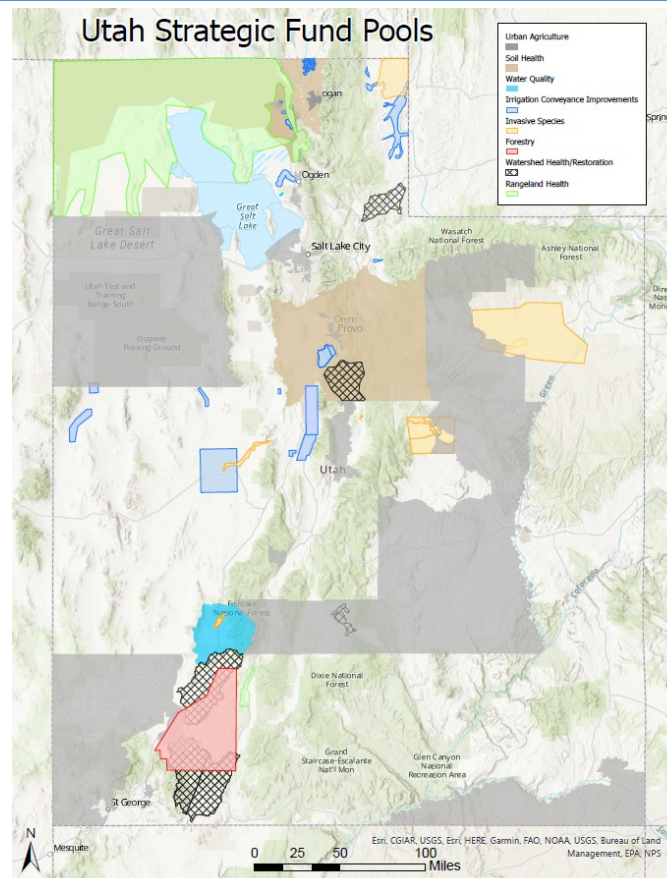 Utah Strategic Fund Pools
Urban Agriculture
Soil Health
Water Quality
Irrigation Conveyance Improvements
Invasive Species
Forestry
Watershed Health/Restoration
Rangeland Health
ogan
Sprin
Ogden
Great
Salt
Lake
Great Salt
Lake Desert
Salt Lake City
Wasatch
National Forest
Ashley National
Forest
Utah Test and
Training
Range-South
Dugway
Proving Ground
Orem
Provo
Green
Utah
Colorado
Fishlake
National Forest
Dixie National
Forest
Grand
Staircase-Escalante
Nat'l Mon
Glen Canyon
National
Recreation Area
St George
N
Mesquite
0 25 50 100
Miles
Esri, CGIAR, USGS, Esri, HERE, Garmin, FAO, NOAA, USGS, Bureau of Land
Management, EPA, NPS